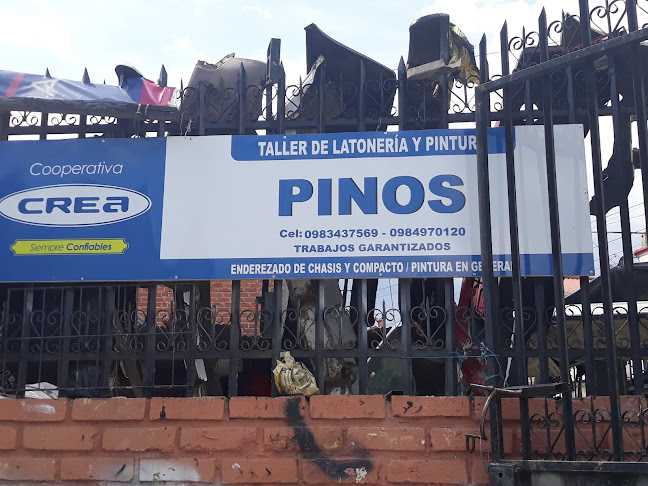 Cooperativa
CREA
Siempre Confiables
TALLER DE LATONERÍA Y PINTUR
PINOS
Cel: 0983437569 - 0984970120
TRABAJOS GARANTIZADOS
ENDEREZADO DE CHASIS Y COMPACTO / PINTURA EN GENERAL